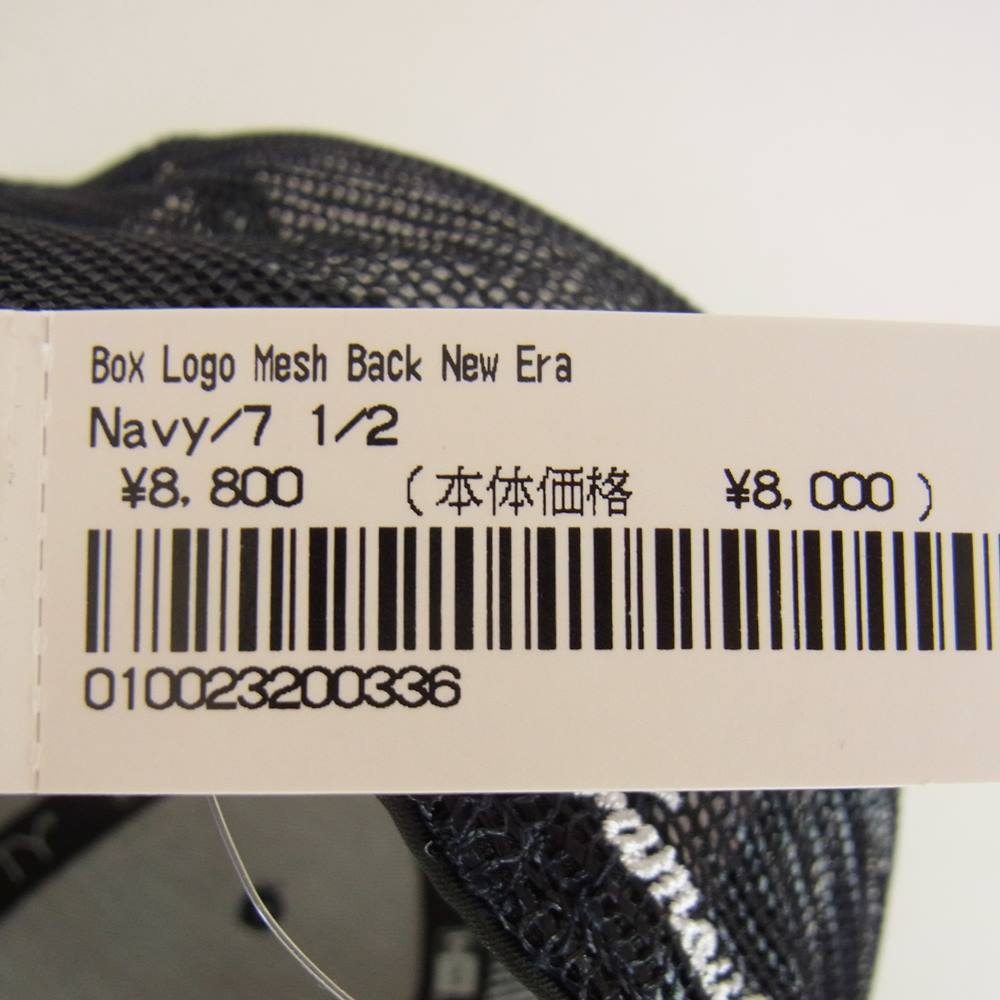 Box Logo Mesh Back New Era
Navy/7 1/2
¥8,800 (本体価格 ¥8,000)
010023200336
TY